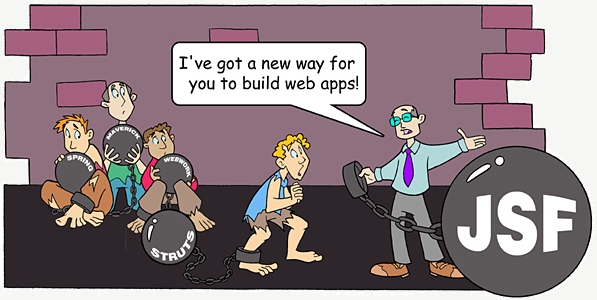 I've got a new way for
you to build web apps!
SPRING
MAVERICK
WEBWORK
STRUTS
JSF